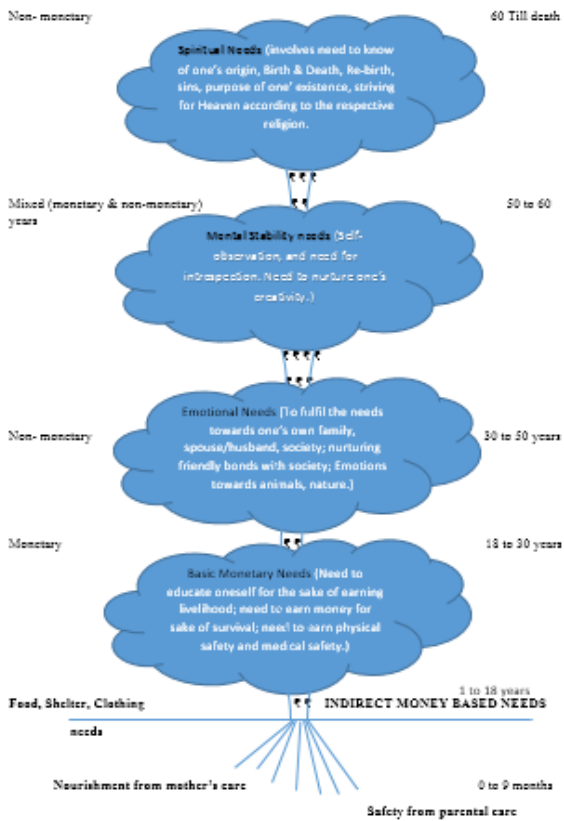 Non- monetary
60 Till death
Spiritual Needs (involves need to know
of one's origin, Birth & Death, Re-birth,
sins, purpose of one' existence, striving
for Heaven according to the respective
religion.
₹ ₹ ₹
₹ ₹
Mixed (monetary & non-monetary)
50 to 60
years
Mental Stability needs (Self-
observation, and need for
introspection. Need to nurture one's
creativity.)
₹ ₹ ₹ ₹
₹ ₹ ₹
Emotional Needs (To fulfil the needs
towards one's own family,
Non- monetary
30 to 50 years
spouse/husband, society; nurturing
friendly bonds with society; Emotions
towards animals, nature.)
₹ ₹
Monetary
18 to 30 years
Basic Monetary Needs (Need to
educate oneself for the sake of earning
livelihood; need to earn money for
sake of survival; need to earn physical
safety and medical safety.)
1 to 18 years
Food, Shelter, Clothing
₹ ₹
INDIRECT MONEY BASED NEEDS
needs
Nourishment from mother's care
0 to 9 months
Safety from parental care